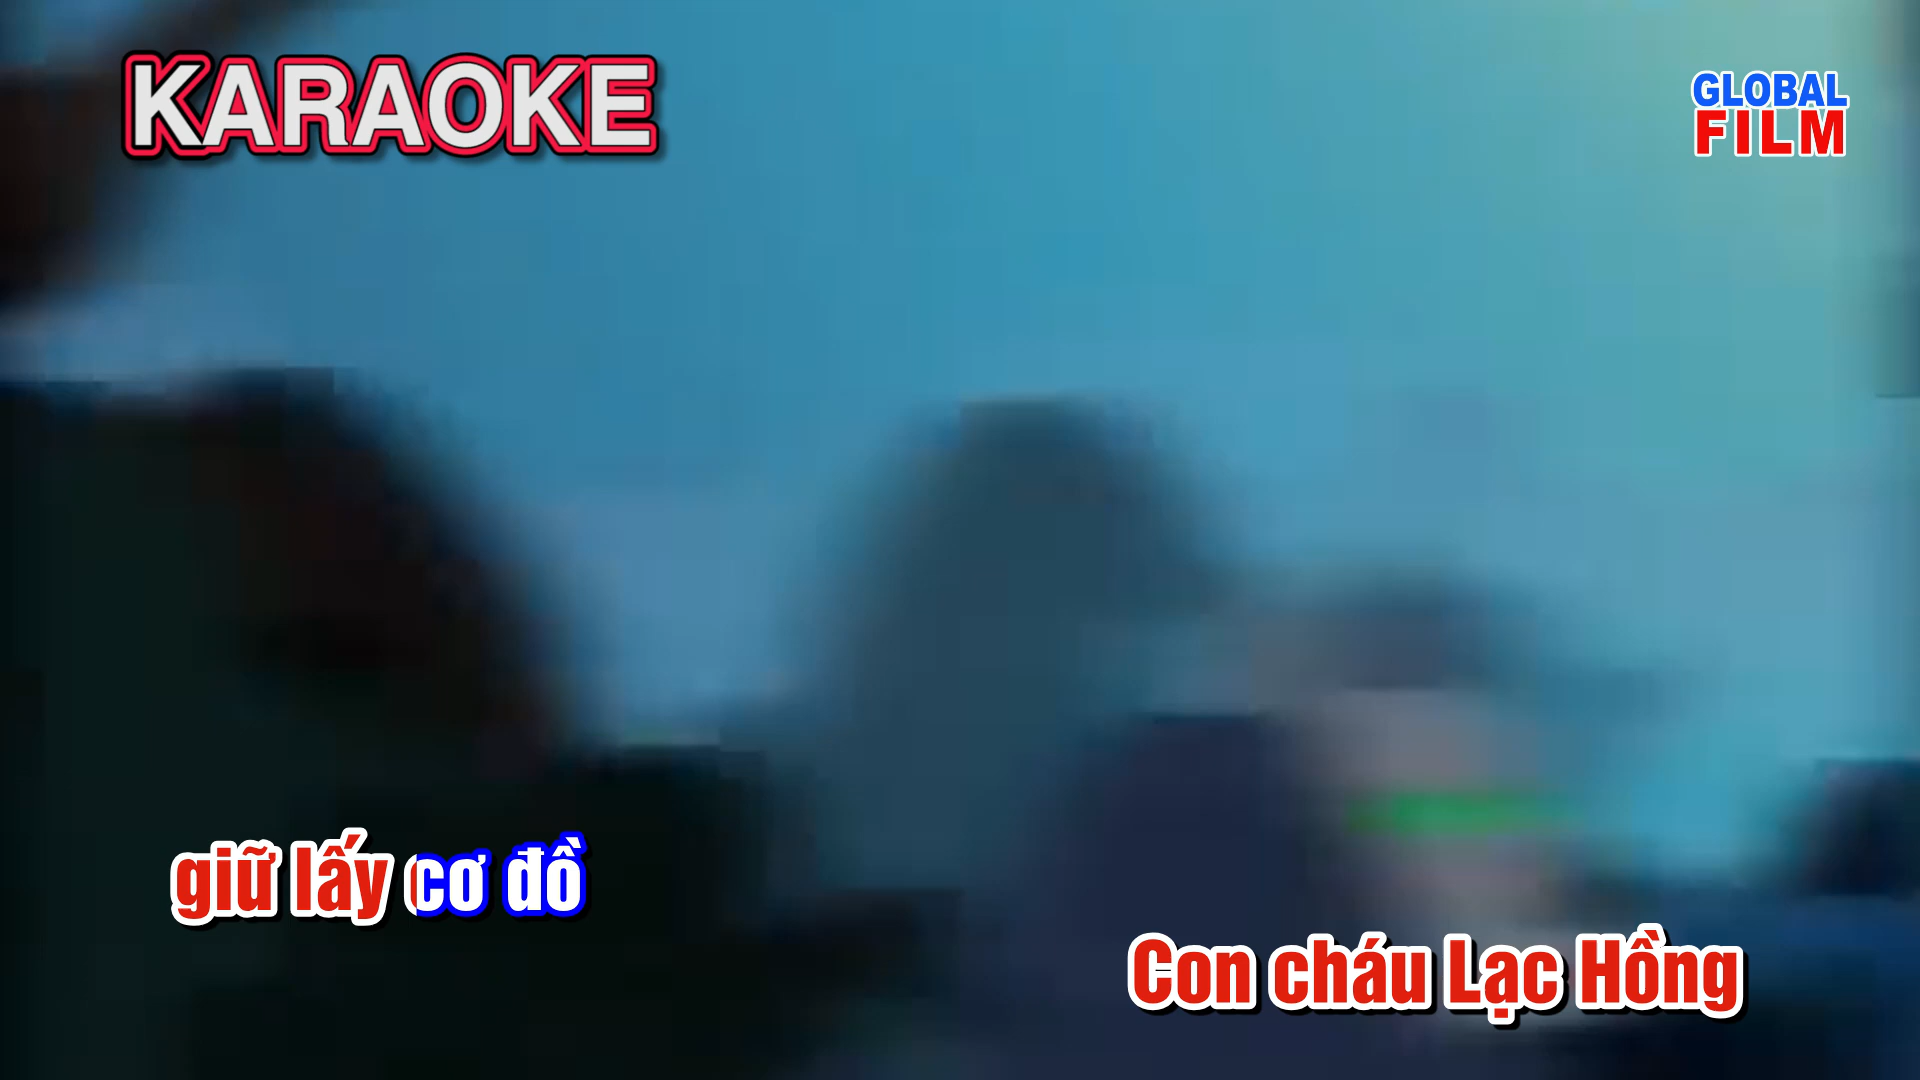 KARAOKE
GLOBAL
FILM
giữ lấy cơ đồ
Con cháu Lạc Hồng